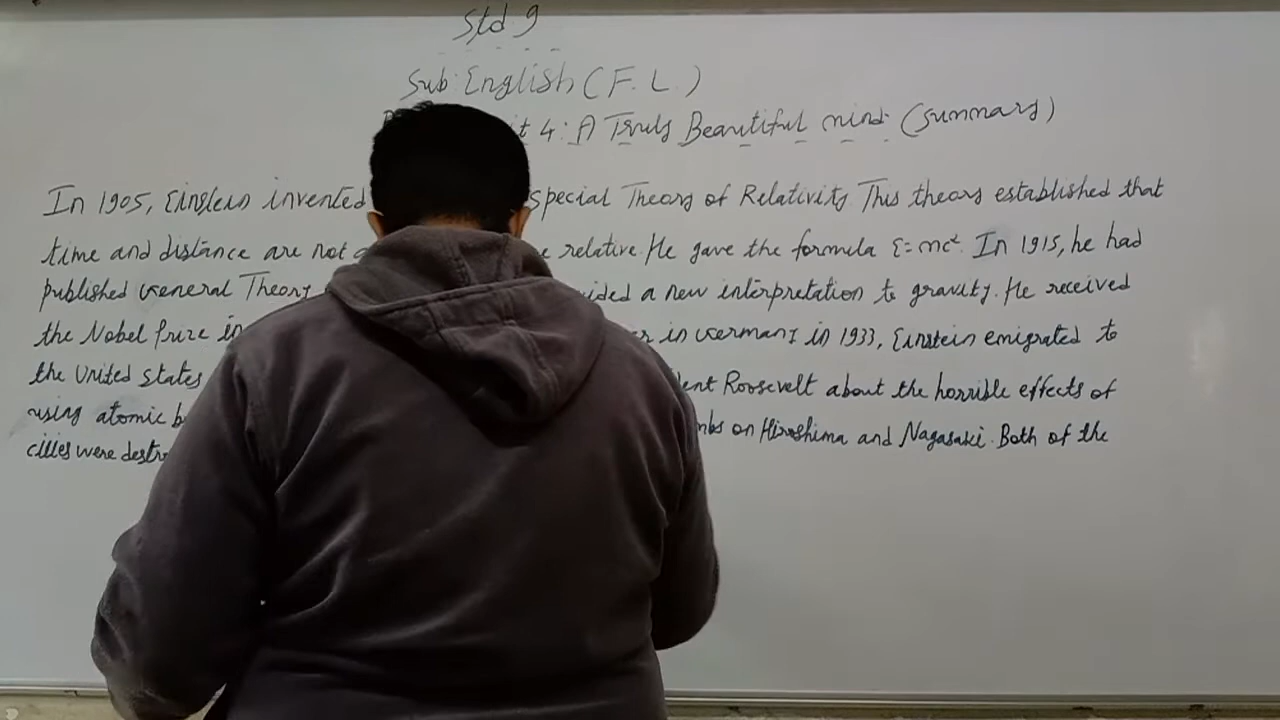 Std 9
Sub: English (F.L.)
it 4: A Truly Beautiful mind (summary)
In 1905, Einstein invented special Theory of Relativity This theory established that
time and distance are not relative. He gave the formula E=mc². In 1915, he had
published General Theory ided a new interpretation to gravity. He received
the Nobel Prize in in Germany in 1933, Einstein emigrated to
the United States ent Roosevelt about the horrible effects of
using atomic b mbs on Hiroshima and Nagasaki. Both of the
cities were destro